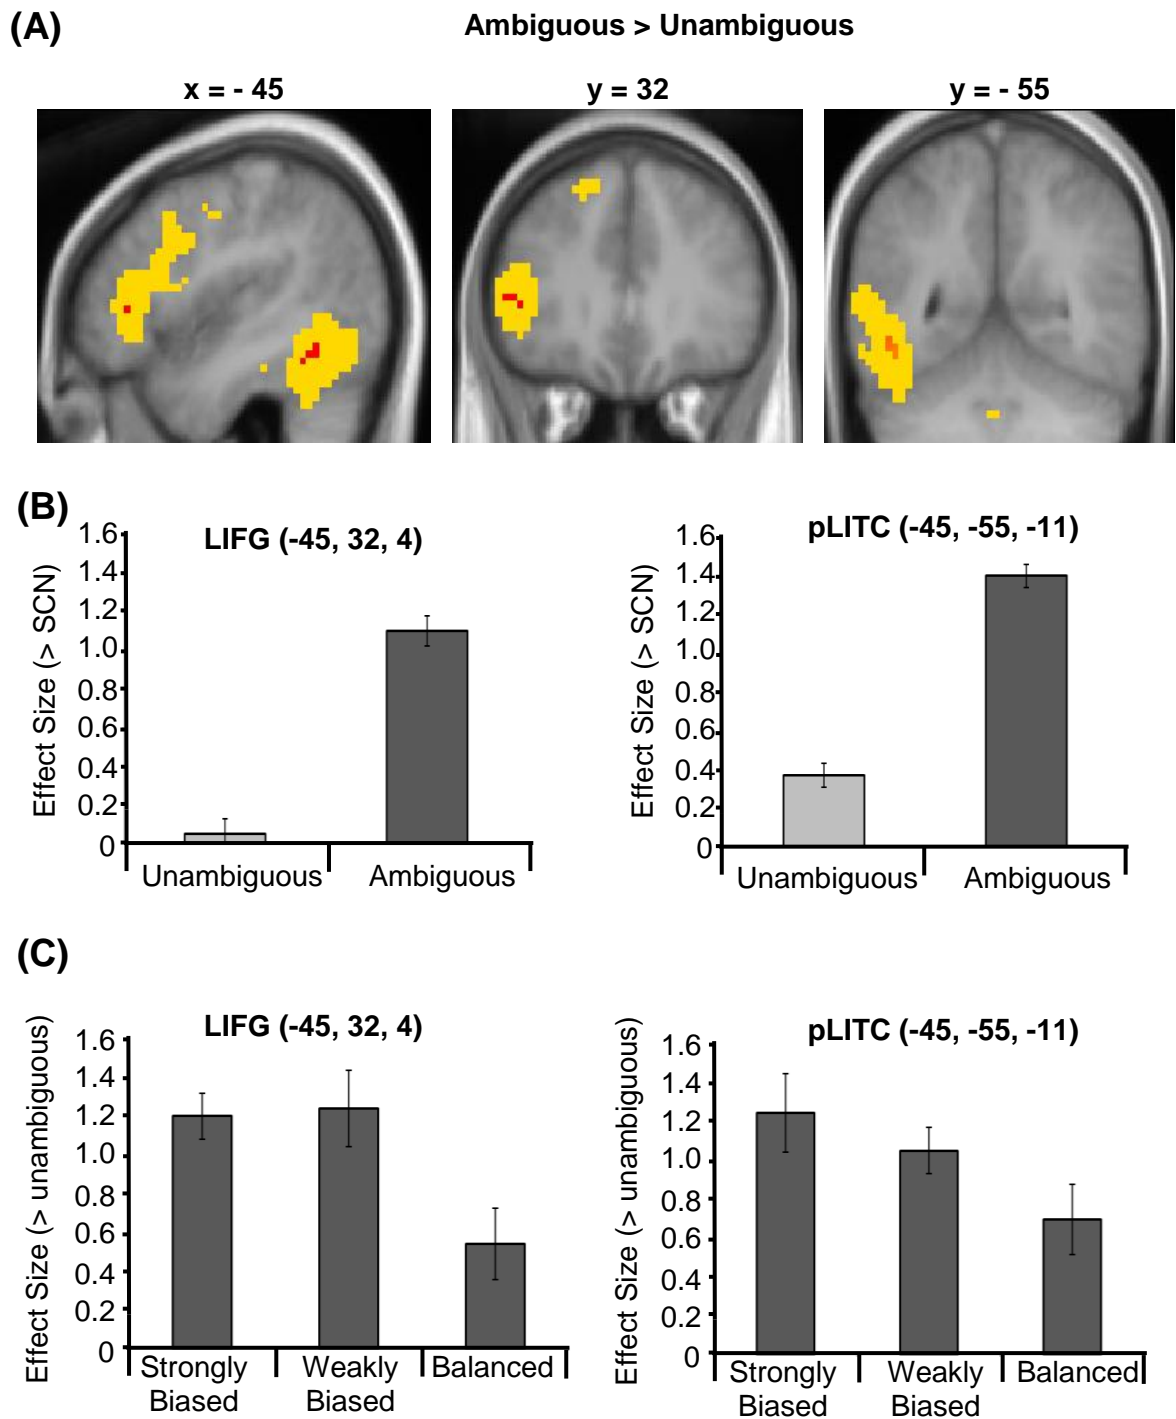 (A)
Ambiguous > Unambiguous
x = - 45
y = 32
y = - 55
(B)
LIFG (-45, 32, 4)
Effect Size (> SCN)
1.6
1.4
1.2
1.0
0.8
0.6
0.4
0.2
0
Unambiguous
Ambiguous
pLITC (-45, -55, -11)
Effect Size (> SCN)
1.6
1.4
1.2
1.0
0.8
0.6
0.4
0.2
0
Unambiguous
Ambiguous
(C)
LIFG (-45, 32, 4)
Effect Size (> unambiguous)
1.6
1.4
1.2
1.0
0.8
0.6
0.4
0.2
0
Strongly
Biased
Weakly
Biased
Balanced
pLITC (-45, -55, -11)
Effect Size (> unambiguous)
1.6
1.4
1.2
1.0
0.8
0.6
0.4
0.2
0
Strongly
Biased
Weakly
Biased
Balanced